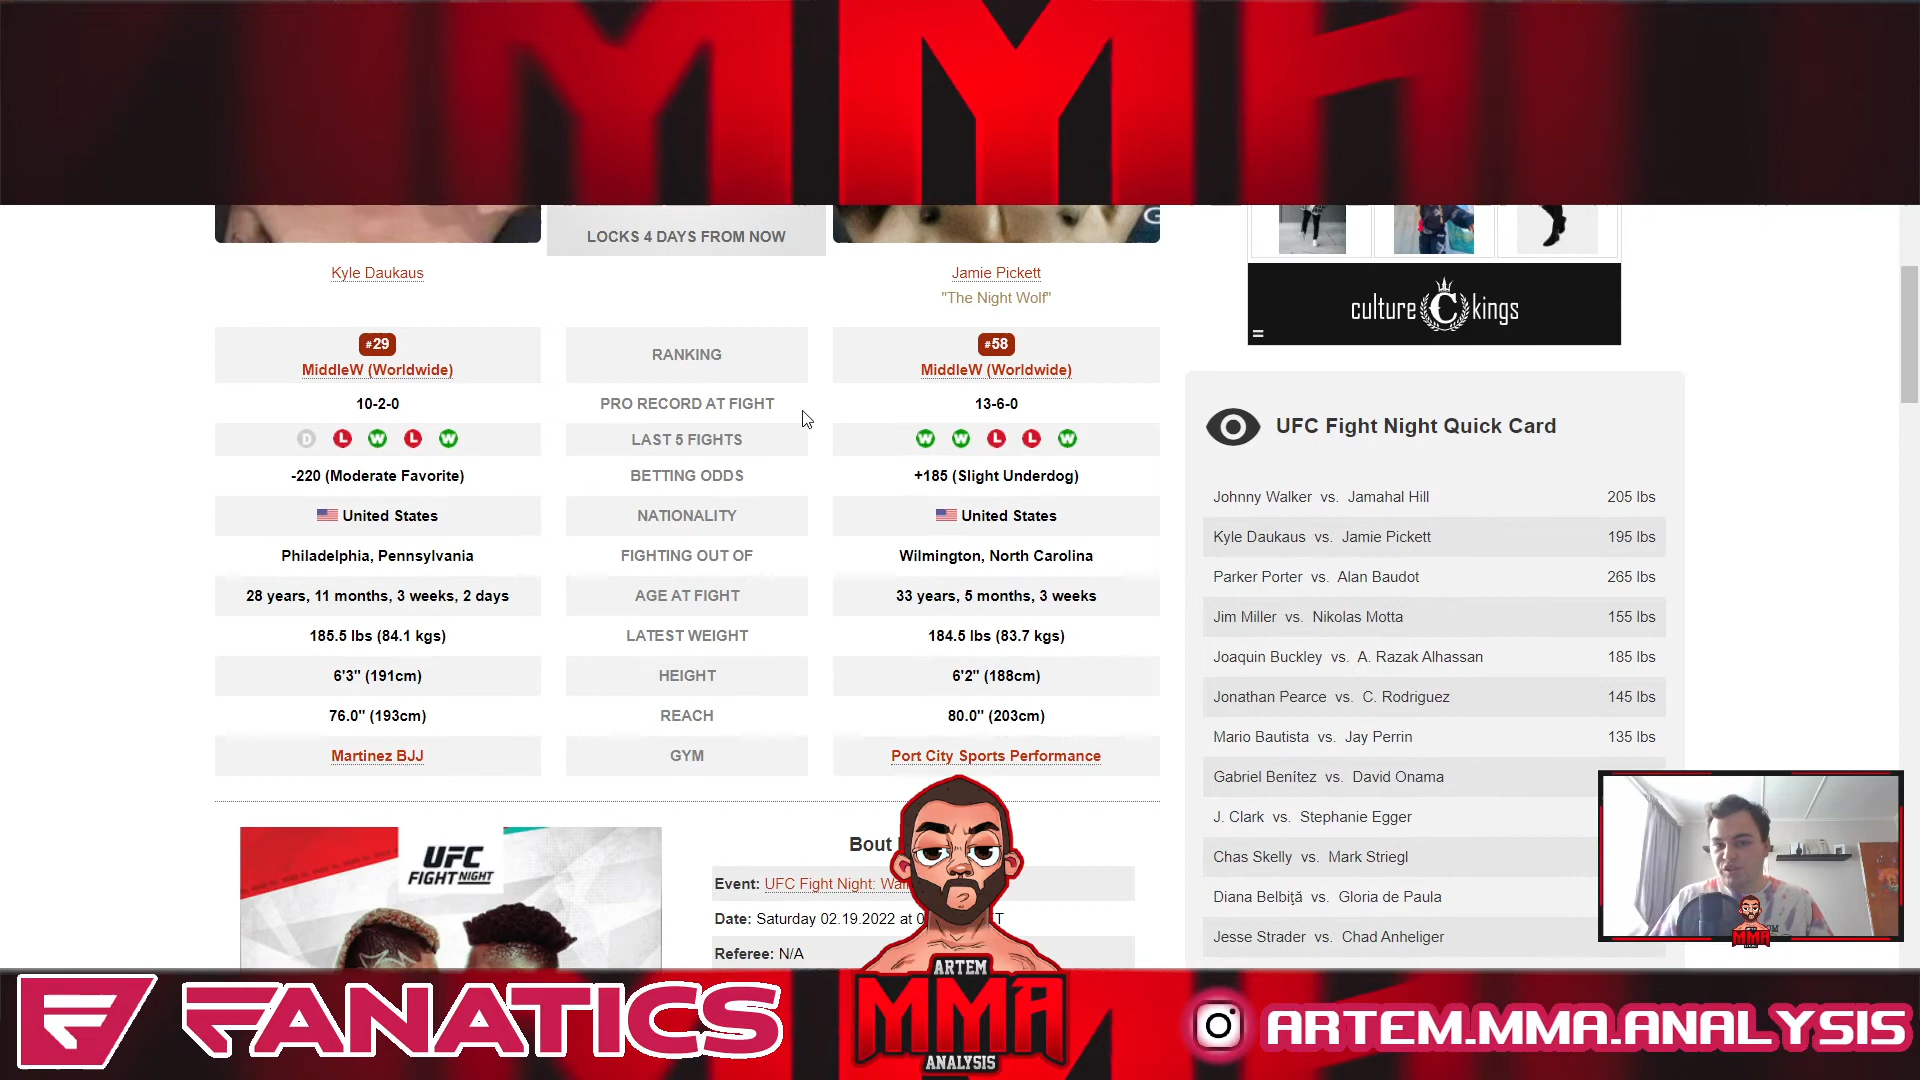 MMA
LOCKS 4 DAYS FROM NOW
Kyle Daukaus
Jamie Pickett
"The Night Wolf"
#29
MiddleW (Worldwide)
RANKING
#58
MiddleW (Worldwide)
10-2-0
PRO RECORD AT FIGHT
13-6-0
D L W L W
LAST 5 FIGHTS
W W L L W
-220 (Moderate Favorite)
BETTING ODDS
+185 (Slight Underdog)
United States
NATIONALITY
United States
Philadelphia, Pennsylvania
FIGHTING OUT OF
Wilmington, North Carolina
28 years, 11 months, 3 weeks, 2 days
AGE AT FIGHT
33 years, 5 months, 3 weeks
185.5 lbs (84.1 kgs)
LATEST WEIGHT
184.5 lbs (83.7 kgs)
6'3" (191cm)
HEIGHT
6'2" (188cm)
76.0" (193cm)
REACH
80.0" (203cm)
Martinez BJJ
GYM
Port City Sports Performance
UFC
FIGHT NIGHT
Bout
Event: UFC Fight Night:
Date: Saturday 02.19.2022 at
Referee: N/A
culture C kings
UFC Fight Night Quick Card
Johnny Walker vs. Jamahal Hill 205 lbs
Kyle Daukaus vs. Jamie Pickett 195 lbs
Parker Porter vs. Alan Baudot 265 lbs
Jim Miller vs. Nikolas Motta 155 lbs
Joaquin Buckley vs. A. Razak Alhassan 185 lbs
Jonathan Pearce vs. C. Rodriguez 145 lbs
Mario Bautista vs. Jay Perrin 135 lbs
Gabriel Benítez vs. David Onama
J. Clark vs. Stephanie Egger
Chas Skelly vs. Mark Striegl
Diana Belbiţă vs. Gloria de Paula
Jesse Strader vs. Chad Anheliger
MMA
FANATICS
ARTEM
MMA
ANALYSIS
ARTEM.MMA.ANALYSIS